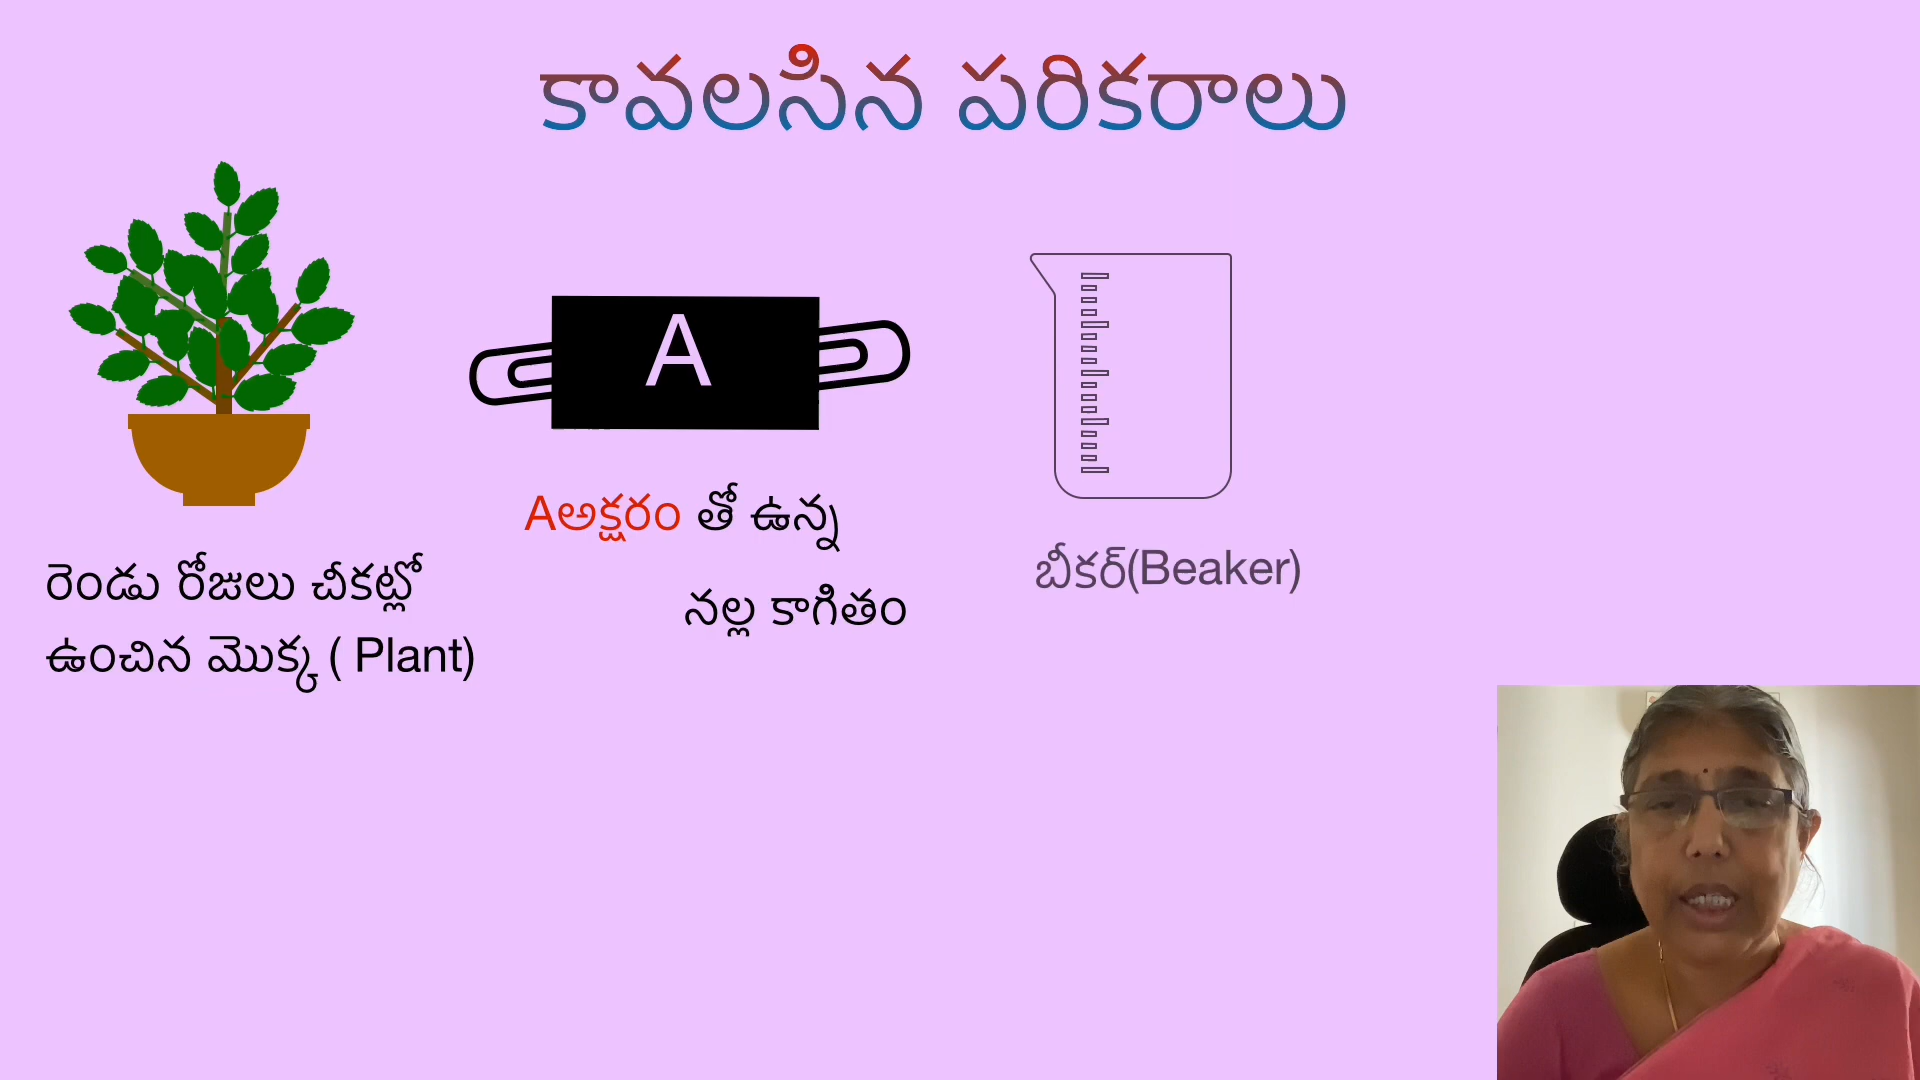 కావలసిన పరికరాలు
A
Aఅక్షరం తో ఉన్న
నల్ల కాగితం
బీకర్(Beaker)
రెండు రోజులు చీకట్లో
ఉంచిన మొక్క ( Plant)